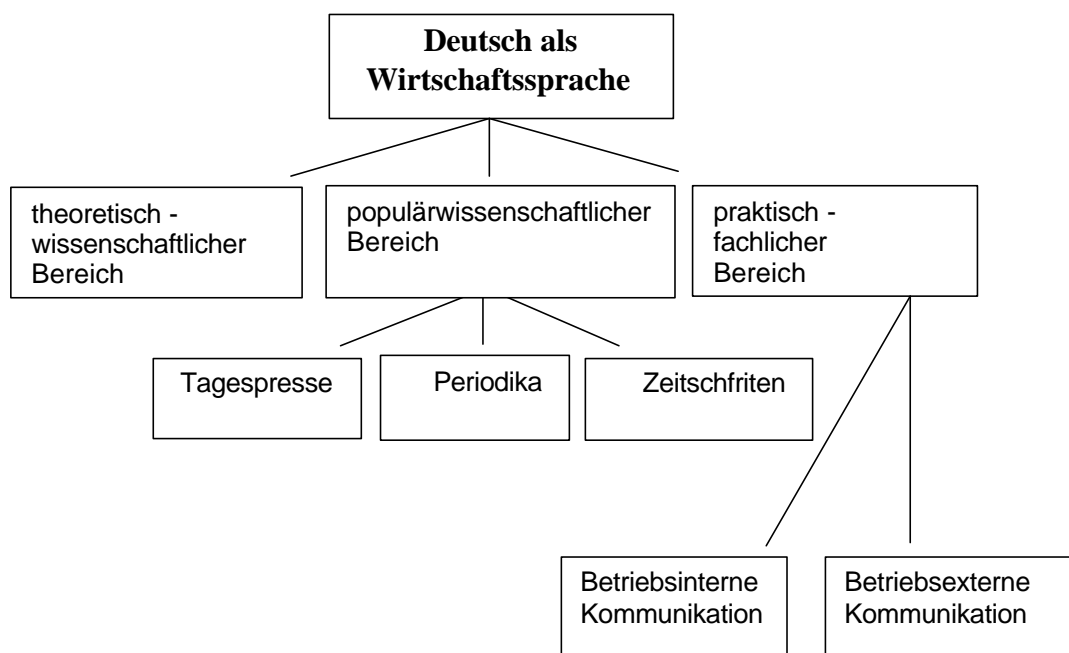 Deutsch als
Wirtschaftssprache
theoretisch -
wissenschaftlicher
Bereich
populärwissenschaftlicher
Bereich
praktisch -
fachlicher
Bereich
Tagespresse
Periodika
Zeitschfriten
Betriebsinterne
Kommunikation
Betriebsexterne
Kommunikation